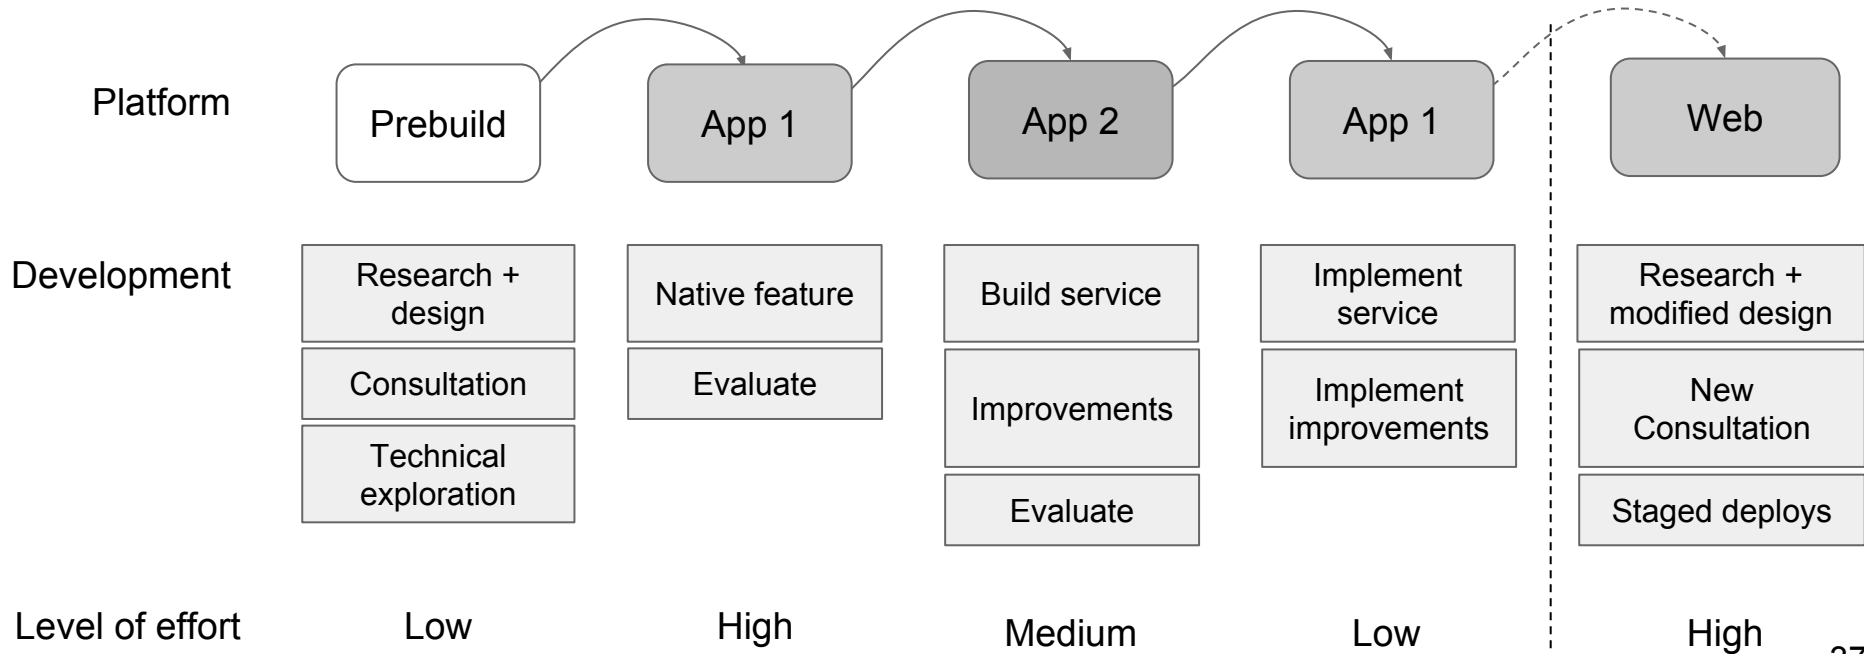 Platform
Prebuild
App 1
App 2
App 1
Web
Development
Research +
design
Consultation
Technical
exploration
Native feature
Evaluate
Build service
Improvements
Evaluate
Implement
service
Implement
improvements
Research +
modified design
New
Consultation
Staged deploys
Level of effort
Low
High
Medium
Low
High